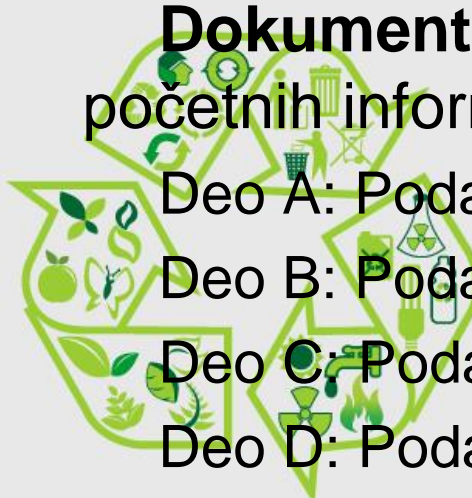 Dokument
početnih infor
Deo A: Poda
Deo B: Poda
Deo C: Poda
Deo D: Poda